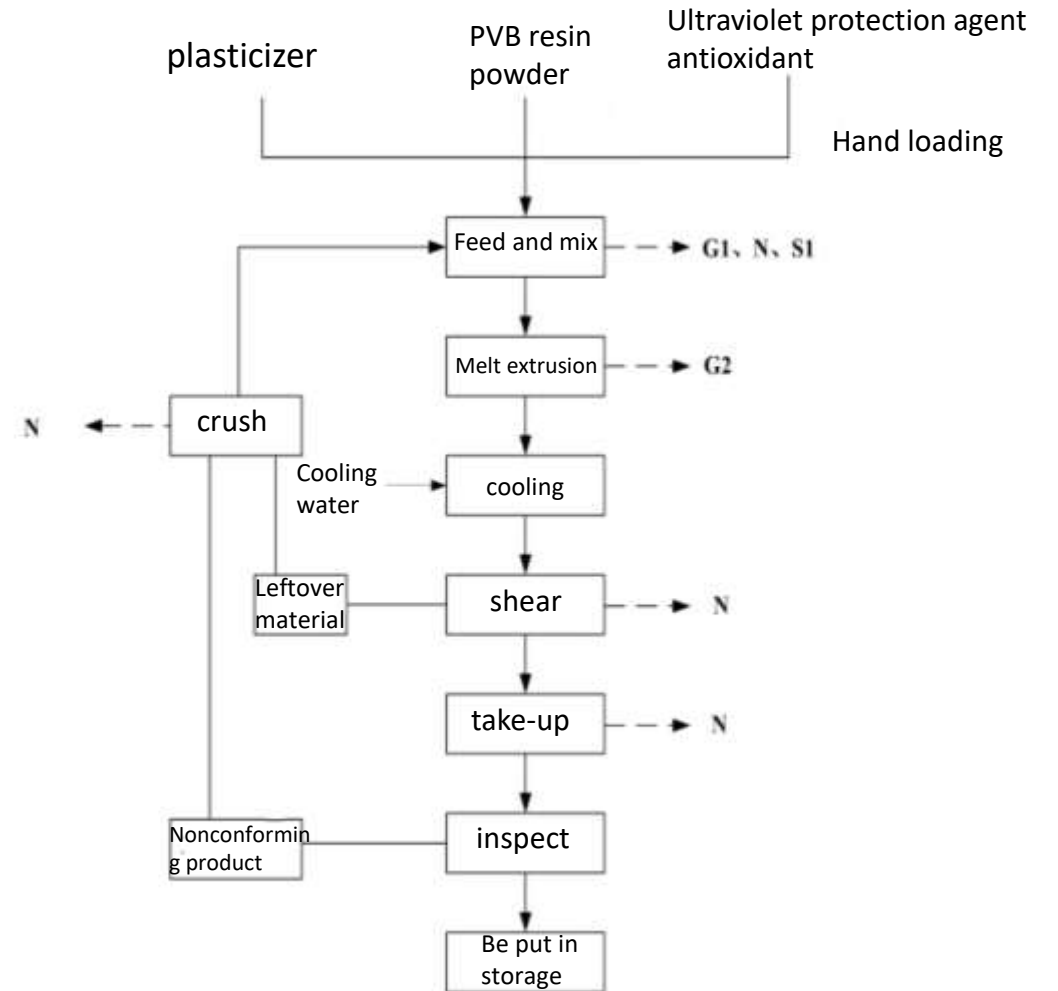 plasticizer
PVB resin
powder
Ultraviolet protection agent
antioxidant
Hand loading
Feed and mix
G1、N、S1
Melt extrusion
G2
crush
N
Cooling
water
cooling
Leftover
material
shear
N
take-up
N
Nonconformin
g product
inspect
Be put in
storage